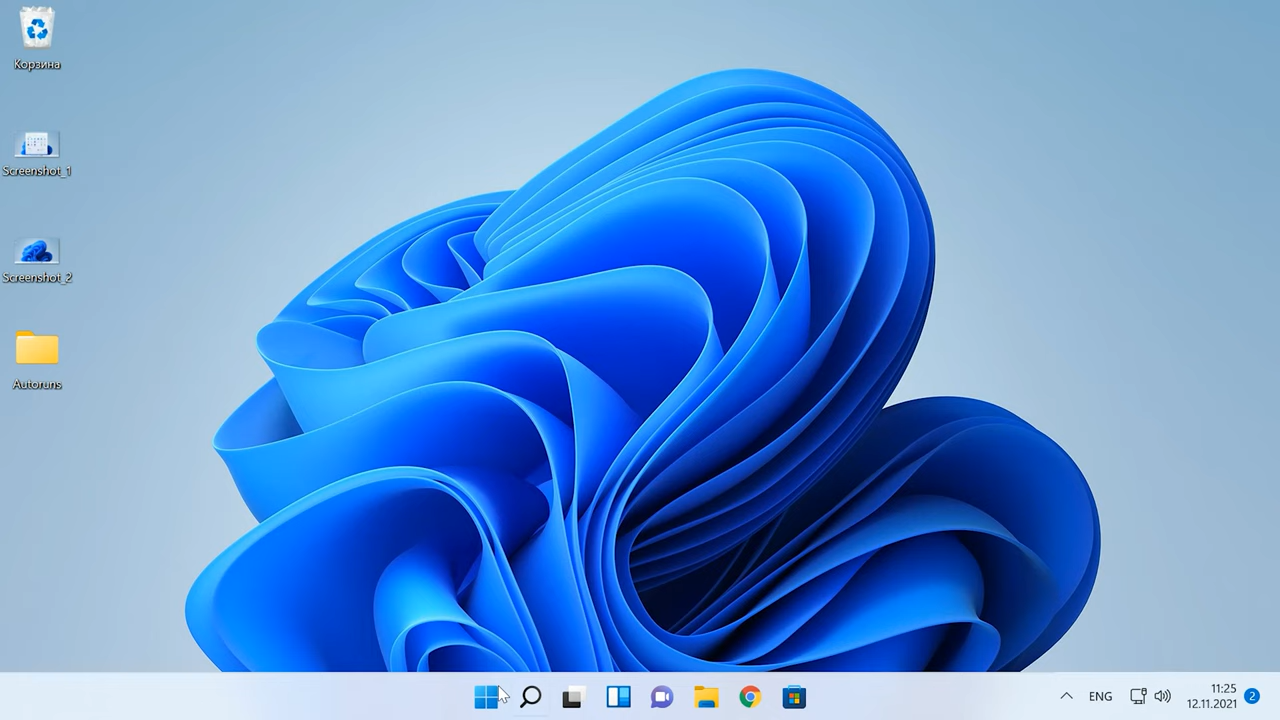 Корзина
Screenshot_1
Screenshot_2
Autoruns
ENG
11:25
12.11.2021
2